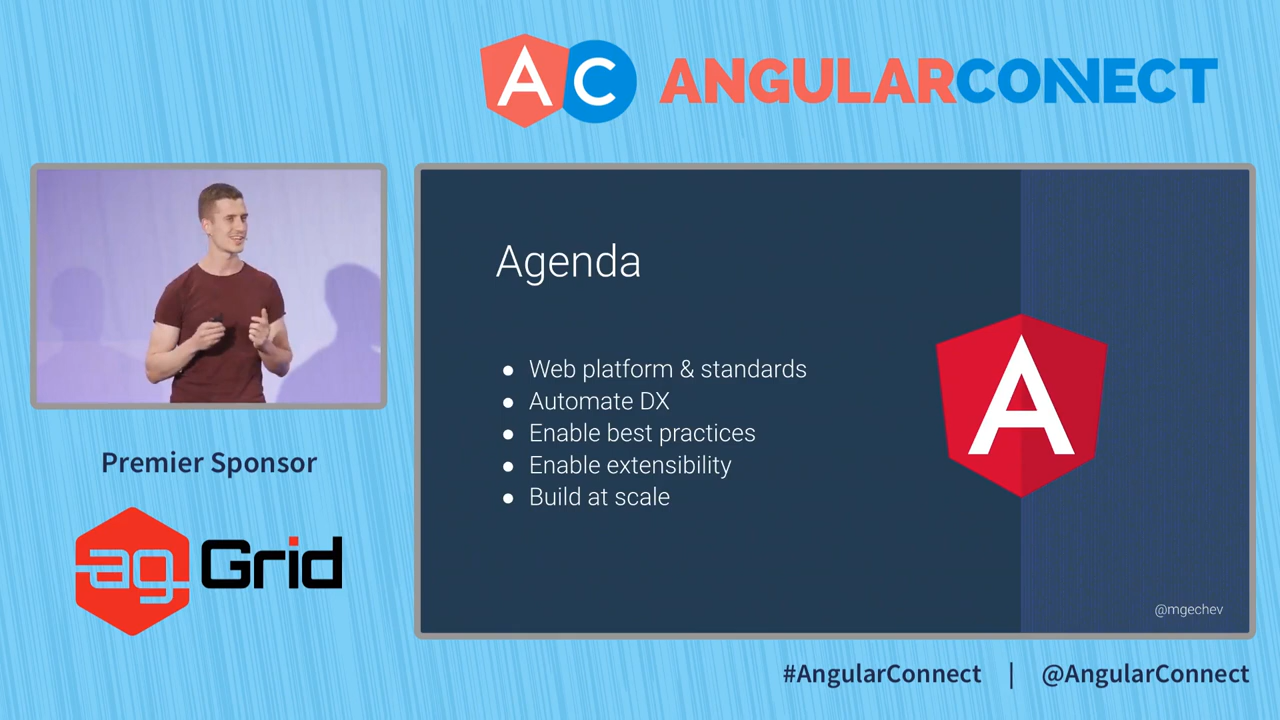 AC ANGULARCONNECT
Agenda
● Web platform & standards
● Automate DX
● Enable best practices
● Enable extensibility
● Build at scale
A
@mgechev
Premier Sponsor
ag Grid
#AngularConnect | @AngularConnect